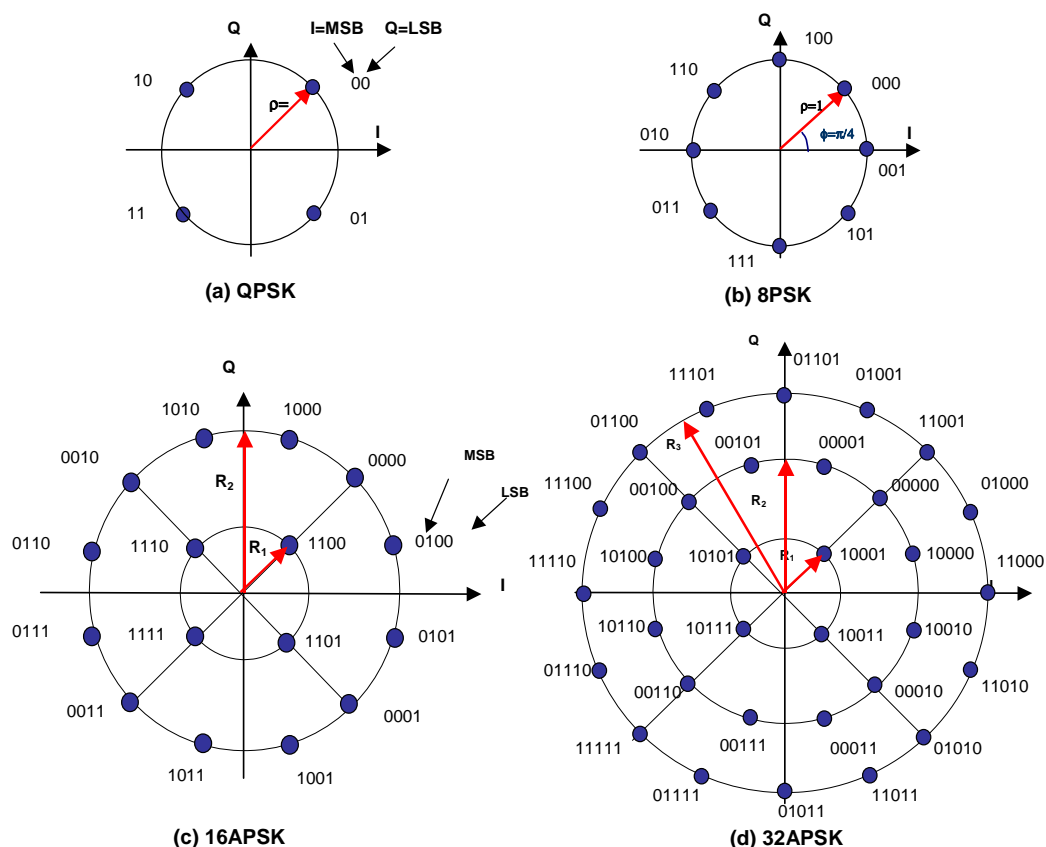 Q I=MSB Q=LSB
10 00
ρ=
I
11 01
(a) QPSK
Q
100
110 000
ρ=1
010 ϕ=π/4 I
001
011 101
111
(b) 8PSK
Q
1010 1000
0010 0000 MSB
R2 LSB
0110 1110 R1 1100 0100
I
0111 1111 1101 0101
0011 0001
1011 1001
(c) 16APSK
Q
01101
11101 01001
01100 11001
R3 00101 00001
11100 00100 R2 00000 01000
11110 10100 10101 R1 10001 10000 11000
I
10110 10111 10011 10010
01110 00110 00010 11010
11111 00111 00011 01010
01111 01011 11011
(d) 32APSK